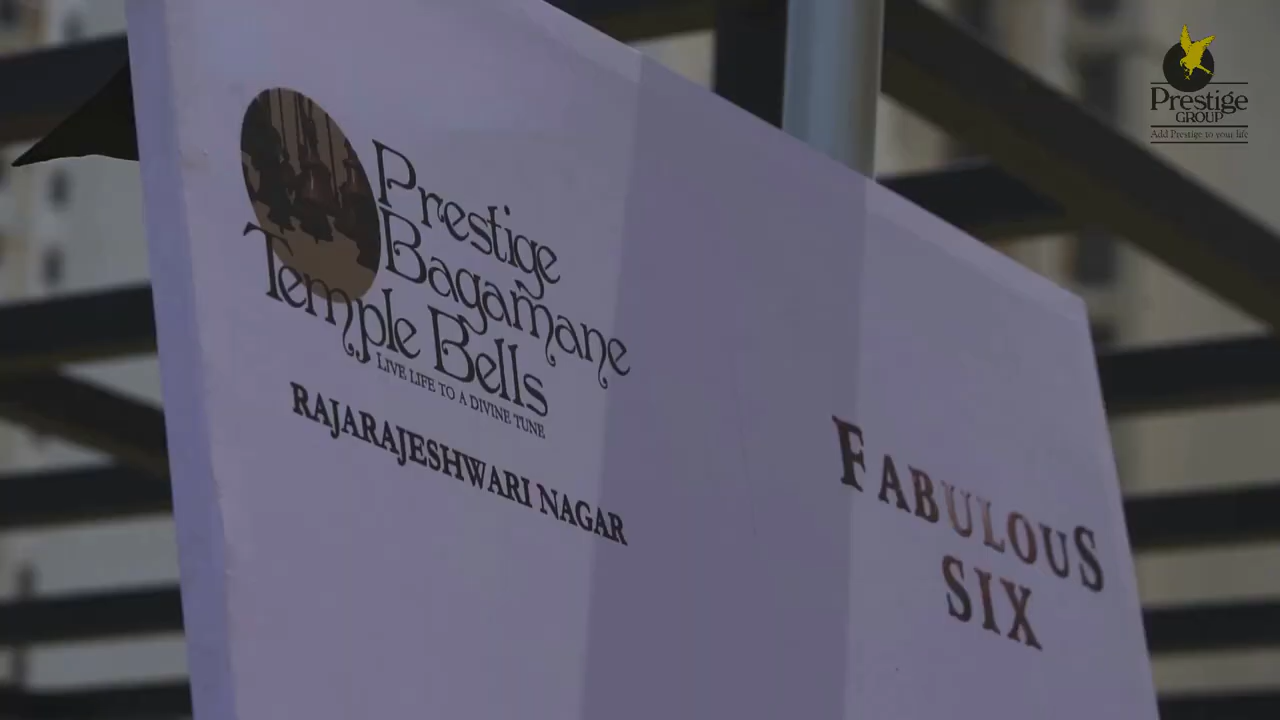 Prestige
Bagamane
Temple Bells
LIVE LIFE TO A DIVINE TUNE
RAJARAJESHWARI NAGAR
FABULOUS
SIX
Prestige
GROUP
Add Prestige to your life